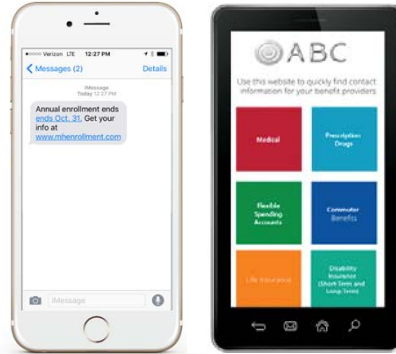 Verizon LTE 12:27 PM
Messages (2) Details
iMessage
Today 12:27 PM
Annual enrollment ends
ends Oct. 31. Get your
info at
www.mhenrollment.com
iMessage
ABC
Use this website to quickly find contact
information for your benefit providers
Medical
Prescription
Drugs
Flexible
Spending
Accounts
Commuter
Benefits
Life Insurance
Disability
Insurance
(Short Term and
Long Term)